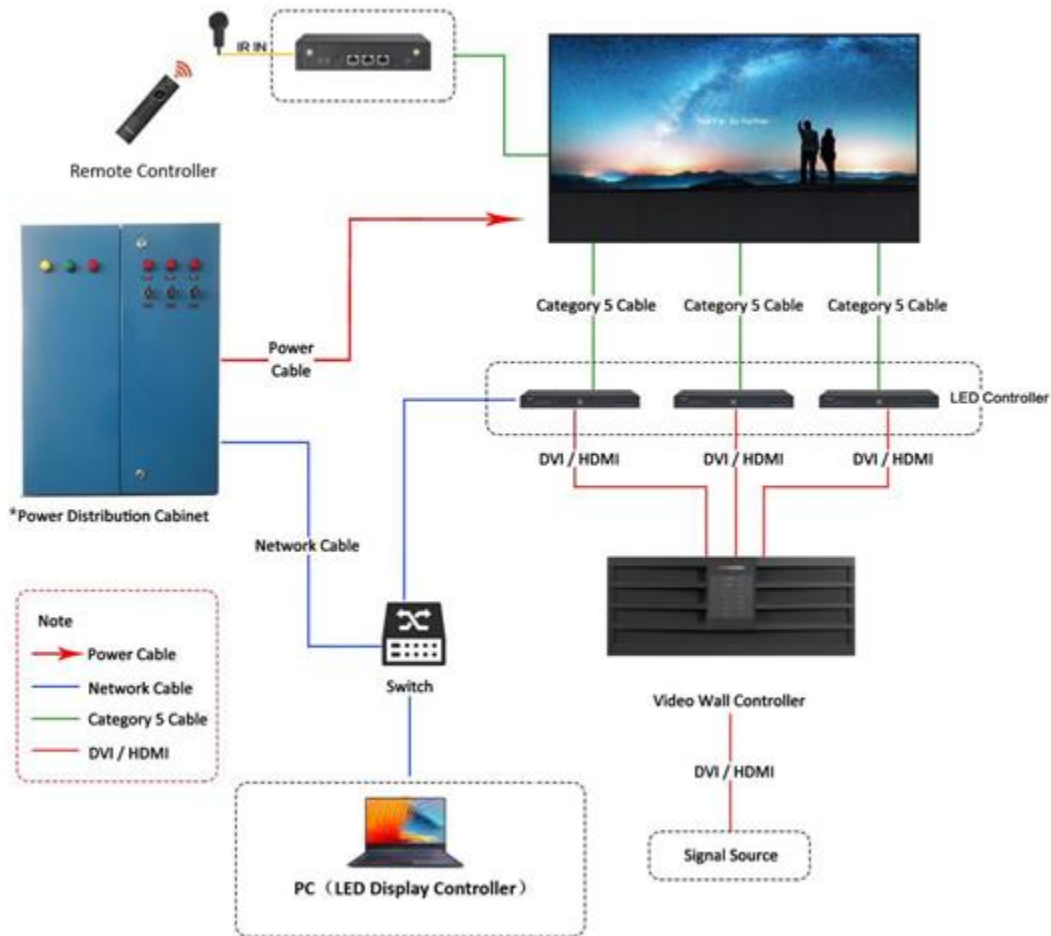 IR IN
Remote Controller
Category 5 Cable
Category 5 Cable
Category 5 Cable
Power
Cable
LED Controller
DVI / HDMI
DVI / HDMI
DVI / HDMI
*Power Distribution Cabinet
Network Cable
Note
Power Cable
Network Cable
Category 5 Cable
DVI / HDMI
Switch
Video Wall Controller
DVI / HDMI
Signal Source
PC（LED Display Controller）